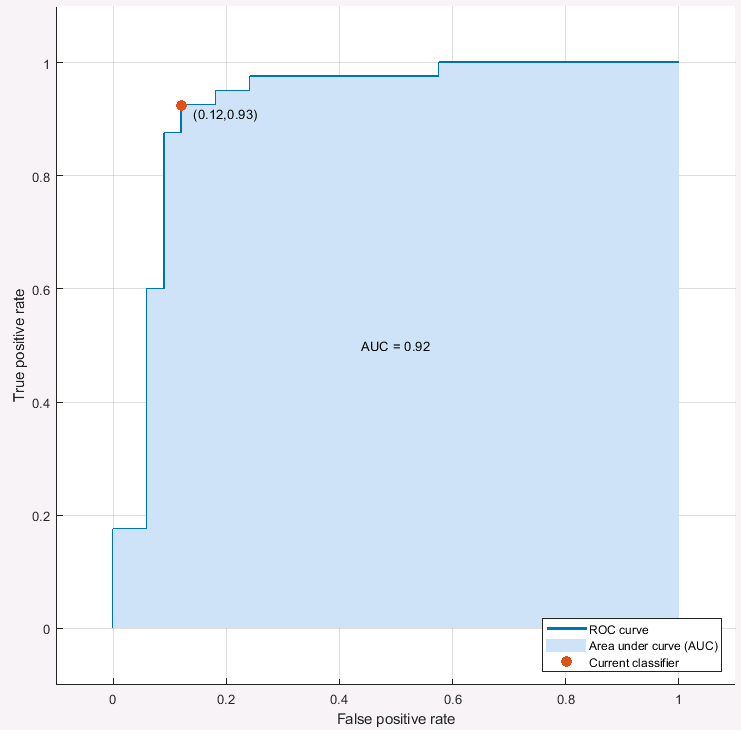 1
0.8
0.6
0.4
0.2
0
True positive rate
(0.12,0.93)
AUC = 0.92
ROC curve
Area under curve (AUC)
Current classifier
0 0.2 0.4 0.6 0.8 1
False positive rate